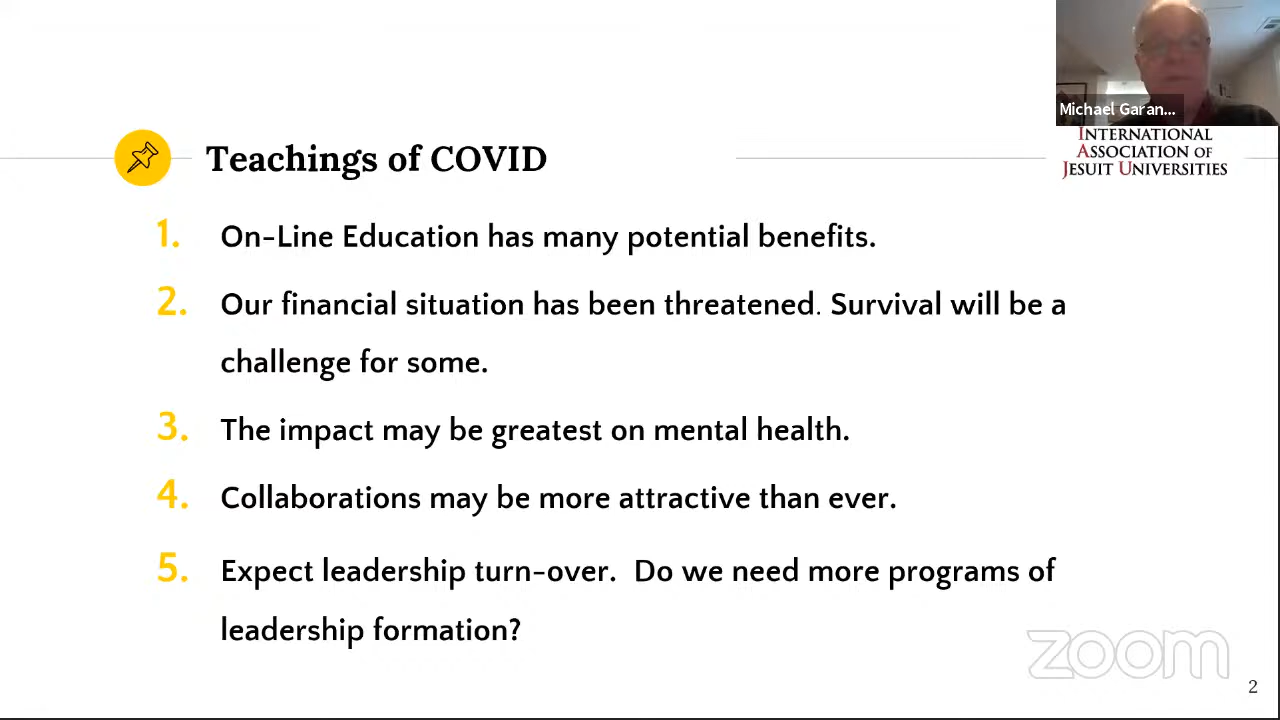 Michael Garan...
INTERNATIONAL
ASSOCIATION OF
JESUIT UNIVERSITIES
Teachings of COVID
1. On-Line Education has many potential benefits.
2. Our financial situation has been threatened. Survival will be a
challenge for some.
3. The impact may be greatest on mental health.
4. Collaborations may be more attractive than ever.
5. Expect leadership turn-over. Do we need more programs of
leadership formation?
zoom
2